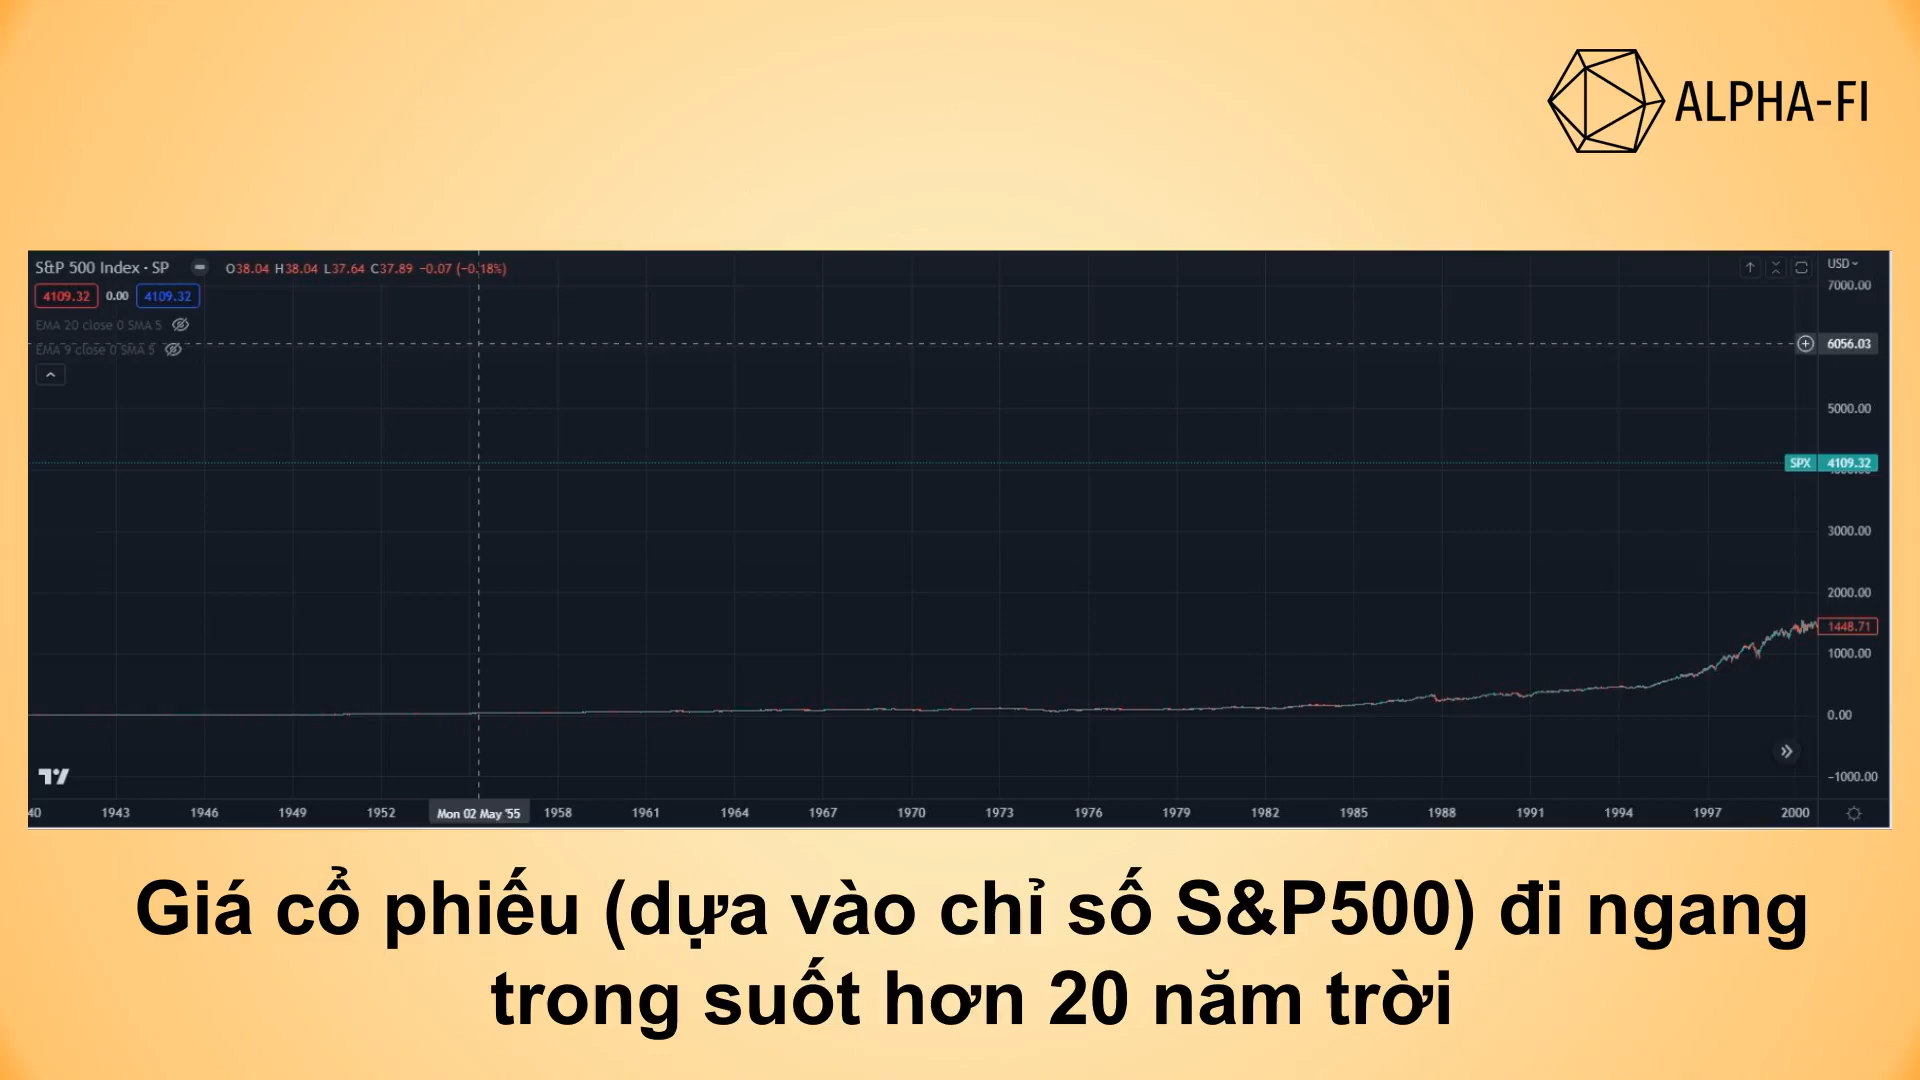 ALPHA-FI
S&P 500 Index · SP O38.04 H38.04 L37.64 C37.89 −0.07 (−0.18%)
USD
7000.00
4109.32 0.00 4109.32
EMA 20 close 0 SMA 5
6056.03
EMA 9 close 0 SMA 5
5000.00
SPX 4109.32
3000.00
2000.00
1448.71
1000.00
0.00
−1000.00
40 1943 1946 1949 1952 Mon 02 May '55 1958 1961 1964 1967 1970 1973 1976 1979 1982 1985 1988 1991 1994 1997 2000
Giá cổ phiếu (dựa vào chỉ số S&P500) đi ngang
trong suốt hơn 20 năm trời